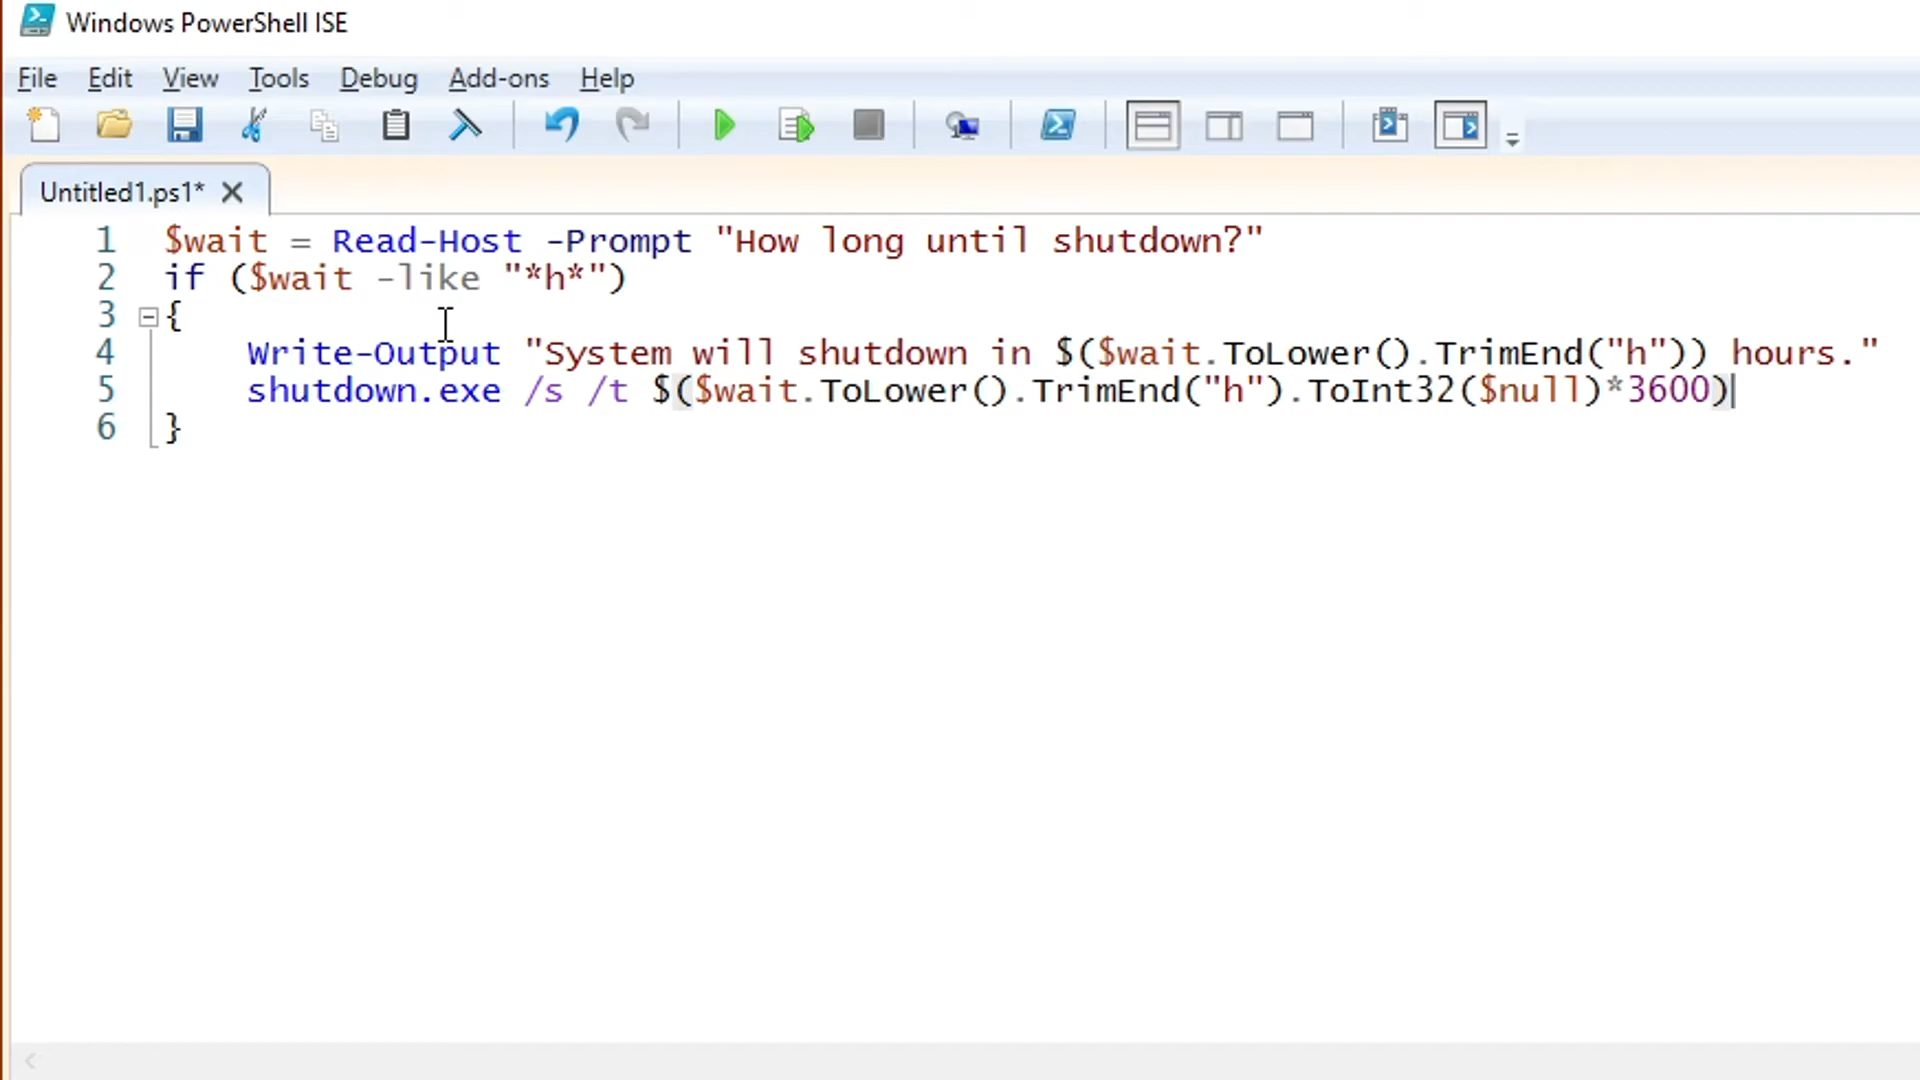 Windows PowerShell ISE
File Edit View Tools Debug Add-ons Help
Untitled1.ps1*
1 $wait = Read-Host -Prompt "How long until shutdown?"
2 if ($wait -like "*h*")
3 {
4 Write-Output "System will shutdown in $($wait.ToLower().TrimEnd("h")) hours."
5 shutdown.exe /s /t $($wait.ToLower().TrimEnd("h").ToInt32($null)*3600)
6 }